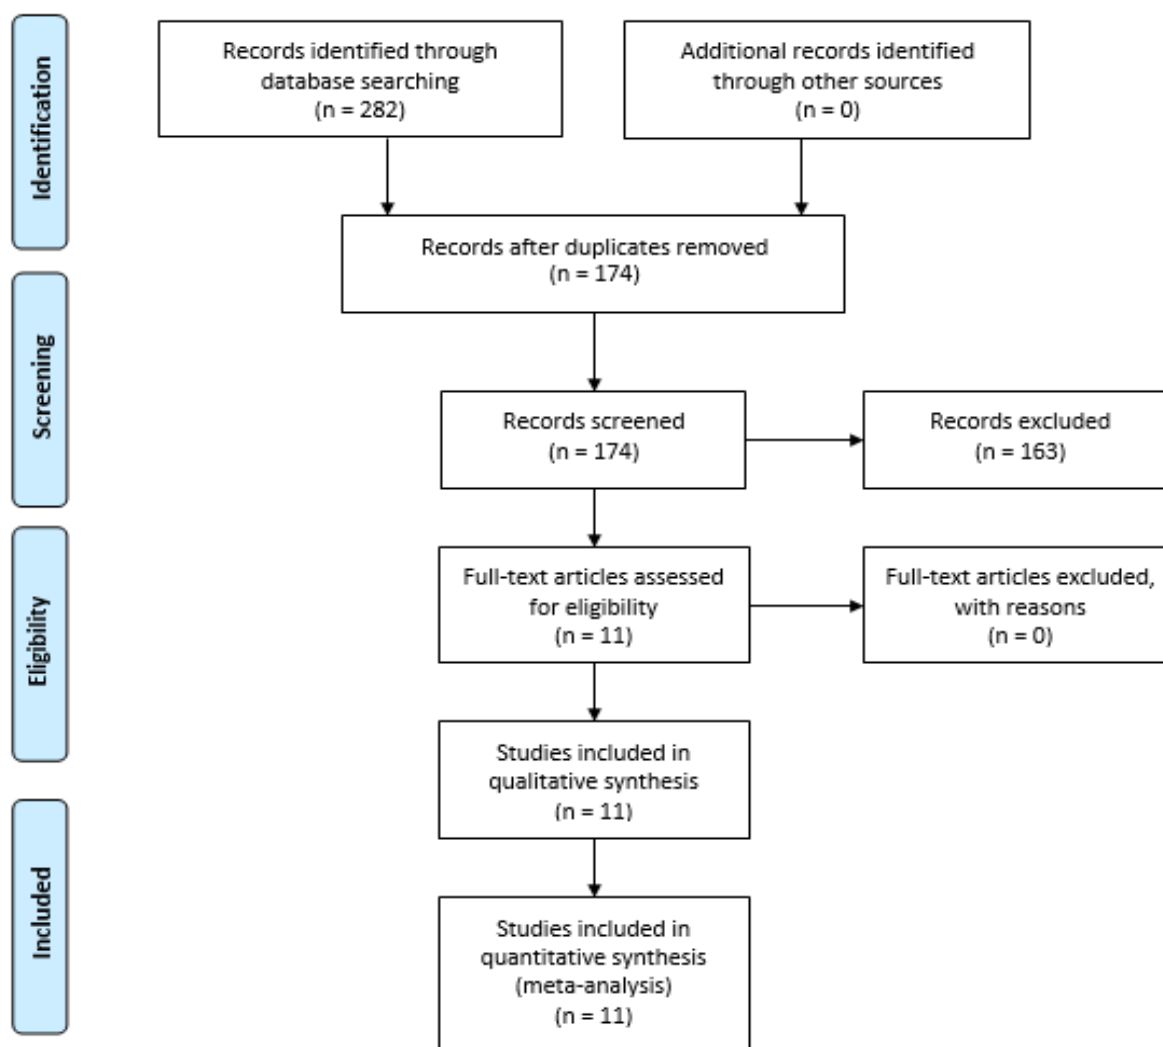 Identification
Records identified through
database searching
(n = 282)
Additional records identified
through other sources
(n = 0)
Records after duplicates removed
(n = 174)
Screening
Records screened
(n = 174)
Records excluded
(n = 163)
Eligibility
Full-text articles assessed
for eligibility
(n = 11)
Full-text articles excluded,
with reasons
(n = 0)
Studies included in
qualitative synthesis
(n = 11)
Included
Studies included in
quantitative synthesis
(meta-analysis)
(n = 11)